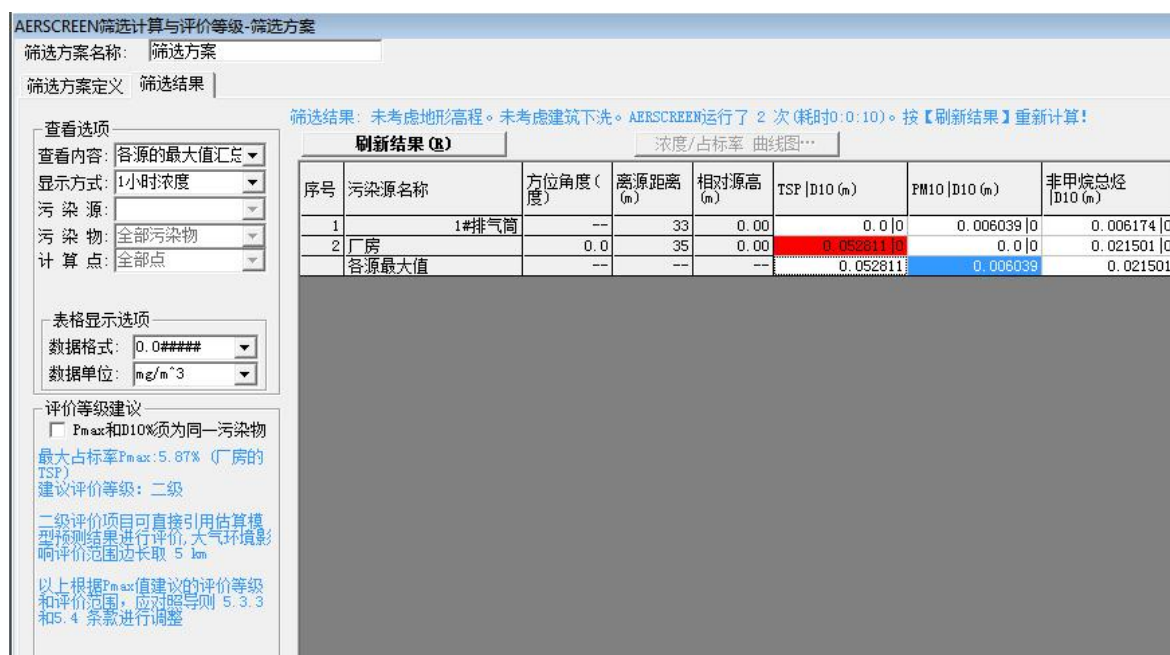 AERSCREEN筛选计算与评价等级-筛选方案
筛选方案名称: 筛选方案
筛选方案定义 筛选结果
筛选结果: 未考虑地形高程。未考虑建筑下洗。AERSCREEN运行了 2 次(耗时0:0:10)。按【刷新结果】重新计算!
刷新结果(R) 浓度/占标率 曲线图…
查看选项
查看内容: 各源的最大值汇总
显示方式: 1小时浓度
污 染 源:
污 染 物: 全部污染物
计 算 点: 全部点
表格显示选项
数据格式: 0.0#####
数据单位: mg/m^3
评价等级建议
Pmax和D10%须为同一污染物
最大占标率Pmax:5.87% (厂房的
TSP)
建议评价等级: 二级
二级评价项目可直接引用估算模
型预测结果进行评价,大气环境影
响评价范围边长取 5 km
以上根据Pmax值建议的评价等级
和评价范围,应对照导则 5.3.3
和5.4 条款进行调整
序号 污染源名称 方位角度(度) 离源距离(m) 相对源高(m) TSP|D10(m) PM10|D10(m) 非甲烷总烃|D10(m)
1 1#排气筒 -- 33 0.00 0.0|0 0.006039|0 0.006174|0
2 厂房 0.0 35 0.00 0.052811|0 0.0|0 0.021501|0
各源最大值 -- -- -- 0.052811 0.006039 0.021501